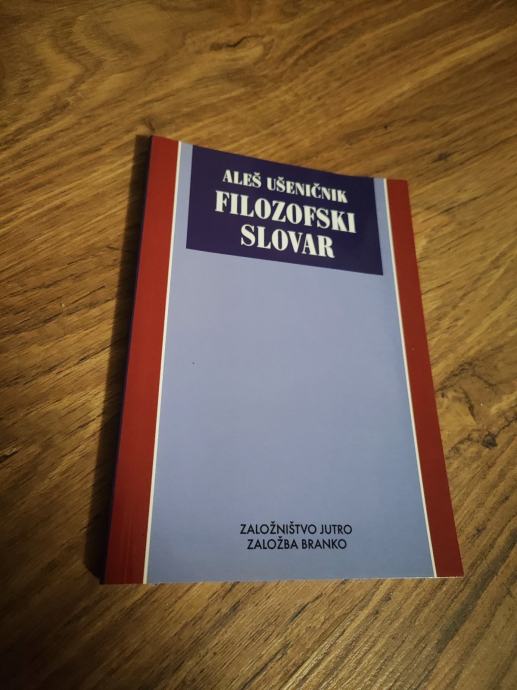 ALEŠ UŠENIČNIK
FILOZOFSKI
SLOVAR
ZALOŽNIŠTVO JUTRO
ZALOŽBA BRANKO